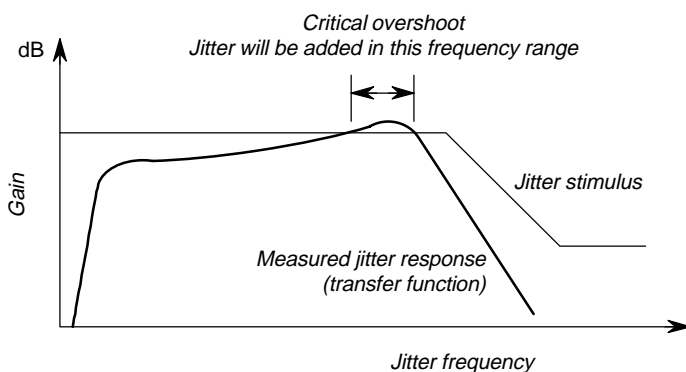 Critical overshoot
Jitter will be added in this frequency range
dB
Gain
Jitter stimulus
Measured jitter response
(transfer function)
Jitter frequency